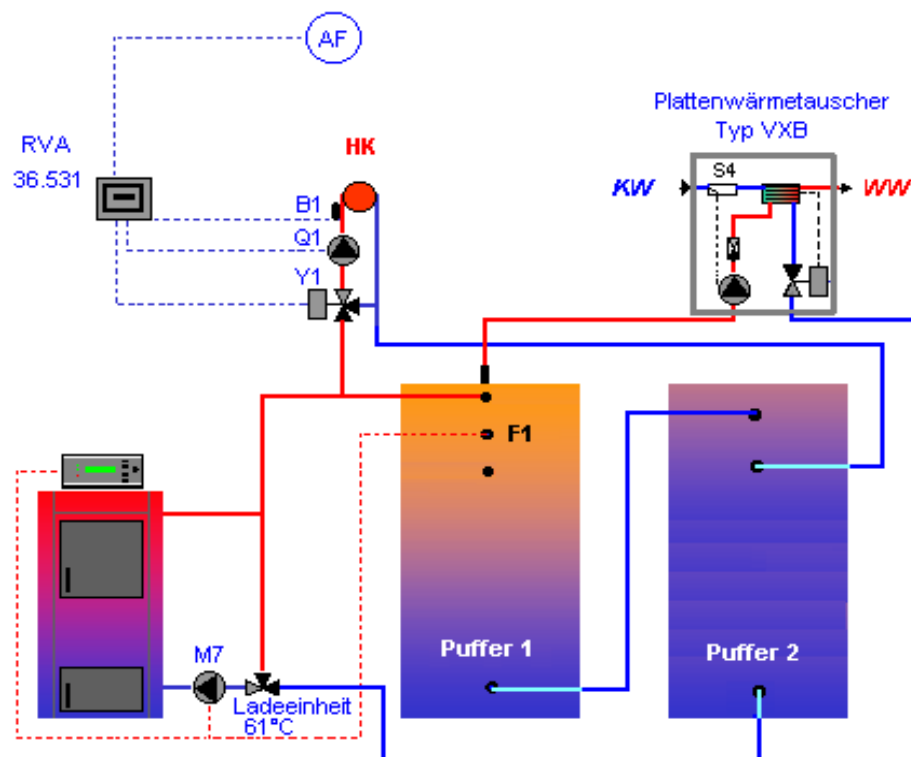 AF
Plattenwärmetauscher
Typ VXB
RVA
36.531
HK
S4
KW
WW
B1
Q1
Y1
F1
M7
Ladeeinheit
61°C
Puffer 1
Puffer 2